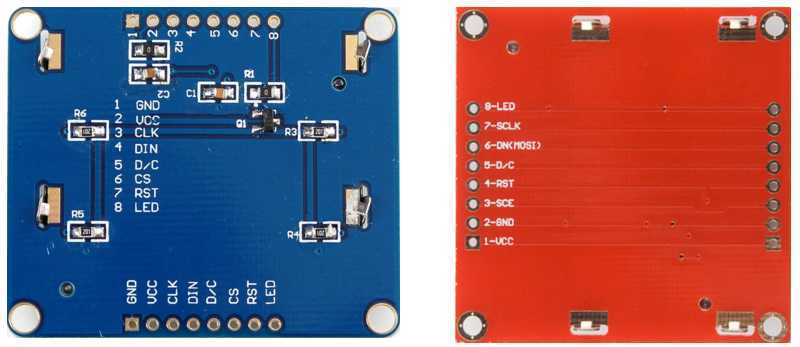 1 2 3 4 5 6 7 8
R2
C2
C1
R1
Q1
R6
R3
R5
R4
1 GND
2 VCC
3 CLK
4 DIN
5 D/C
6 CS
7 RST
8 LED
GND VCC CLK DIN D/C CS RST LED
8-LED
7-SCLK
6-DN(MOSI)
5-D/C
4-RST
3-SCE
2-GND
1-VCC